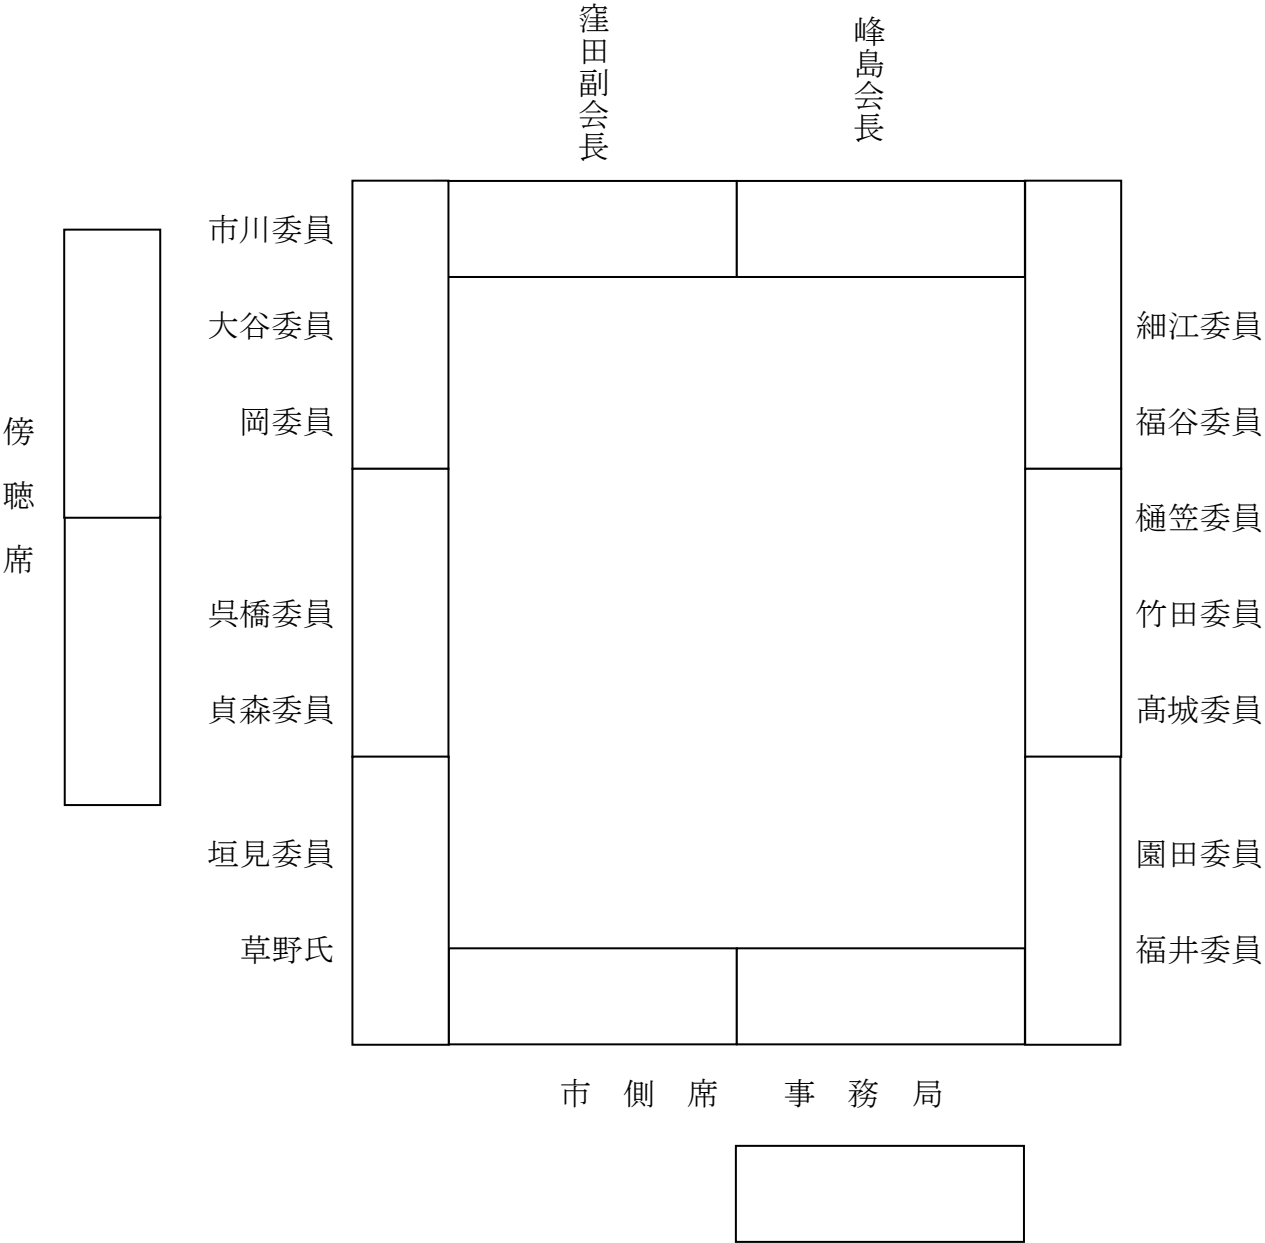 窪田副会長
峰島会長
市川委員
大谷委員
岡委員
呉橋委員
貞森委員
垣見委員
草野氏
細江委員
福谷委員
樋笠委員
竹田委員
髙城委員
園田委員
福井委員
傍聴席
市側席 事務局